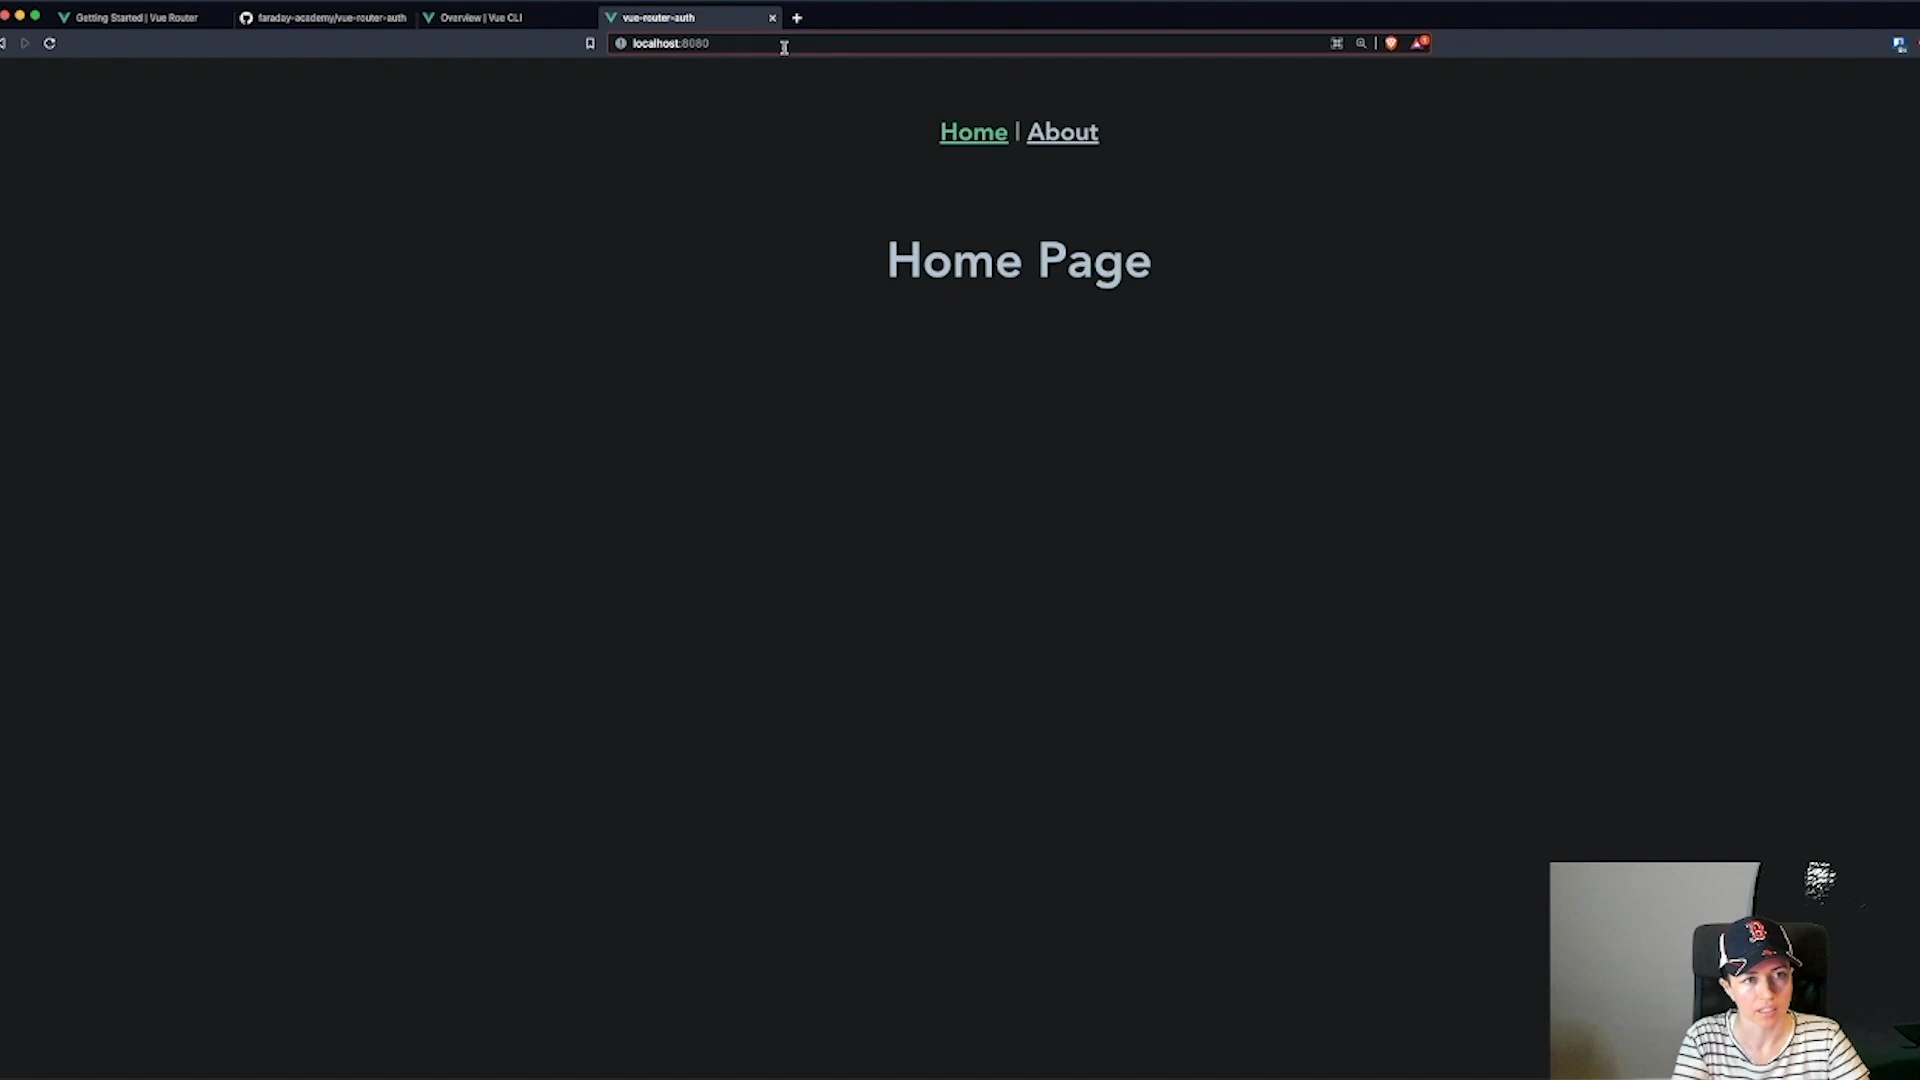 Getting Started | Vue Router
faraday-academy/vue-router-auth
Overview | Vue CLI
vue-router-auth
localhost:8080
Home | About
Home Page
B